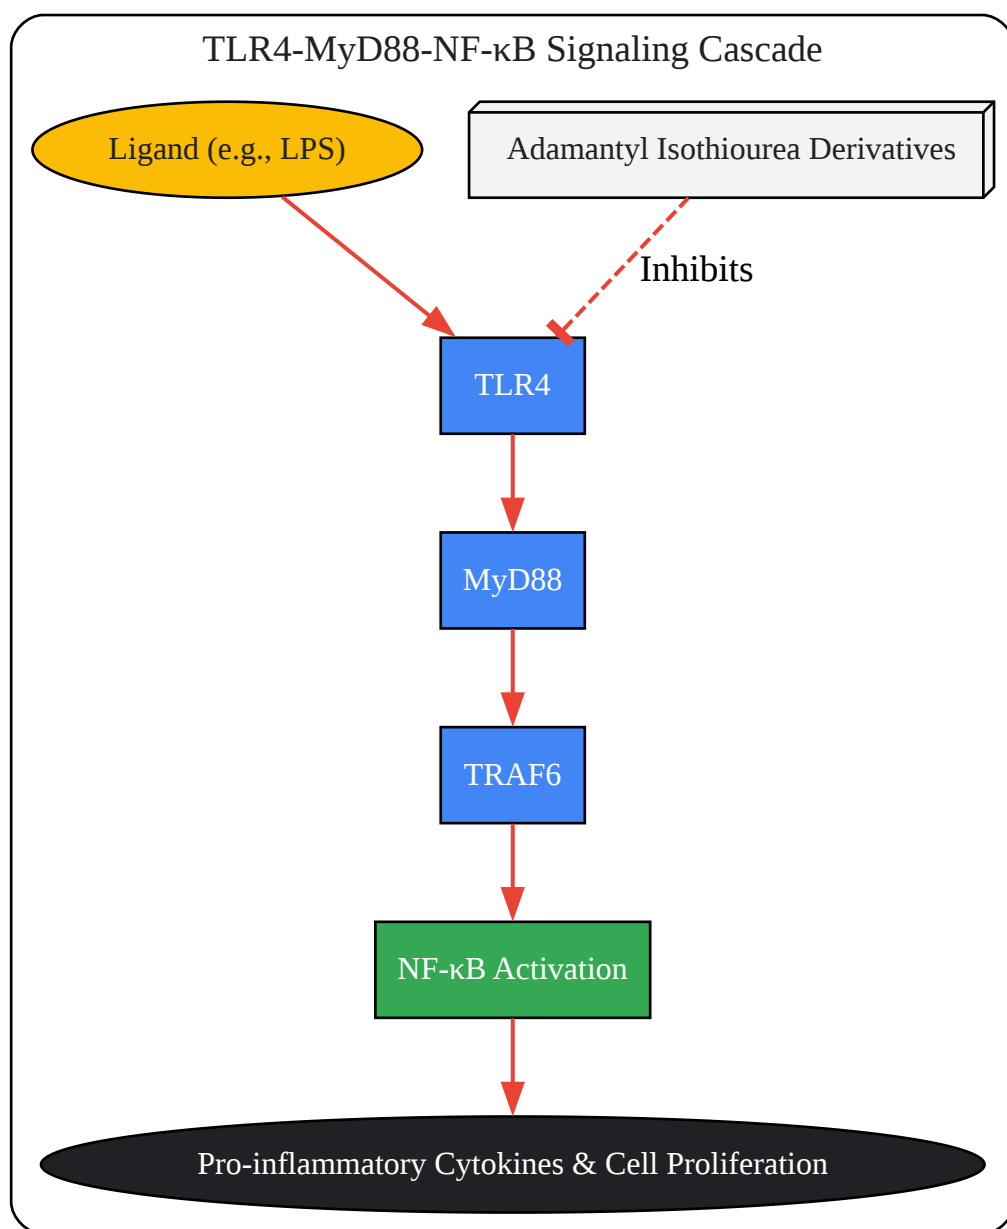 TLR4-MyD88-NF-κB Signaling Cascade
Ligand (e.g., LPS)
Adamantyl Isothiourea Derivatives
Inhibits
TLR4
MyD88
TRAF6
NF-κB Activation
Pro-inflammatory Cytokines & Cell Proliferation